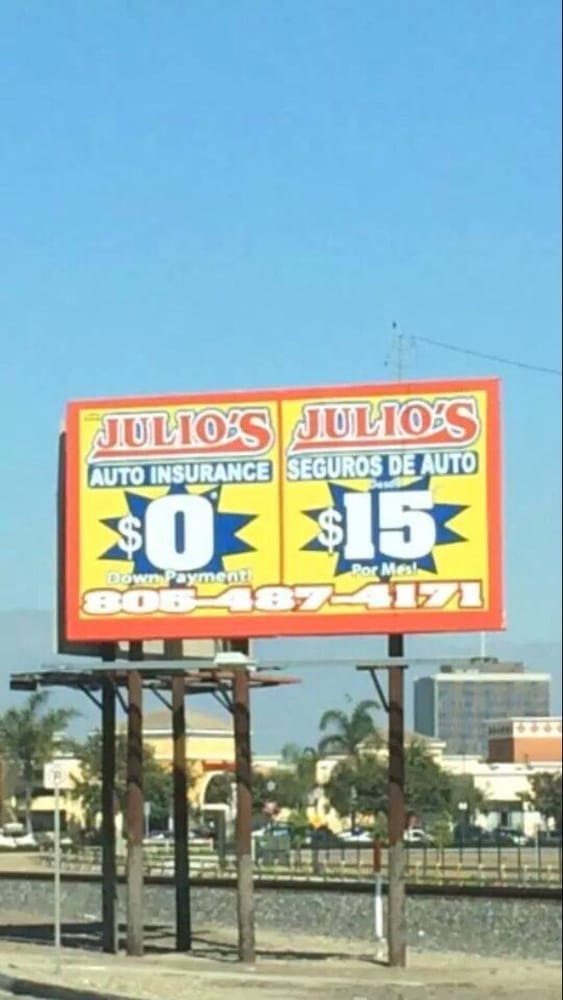 JULIO'S
AUTO INSURANCE
$0*
Down Payment!
JULIO'S
SEGUROS DE AUTO
Desde
$15
Por Mes!
805-487-4171